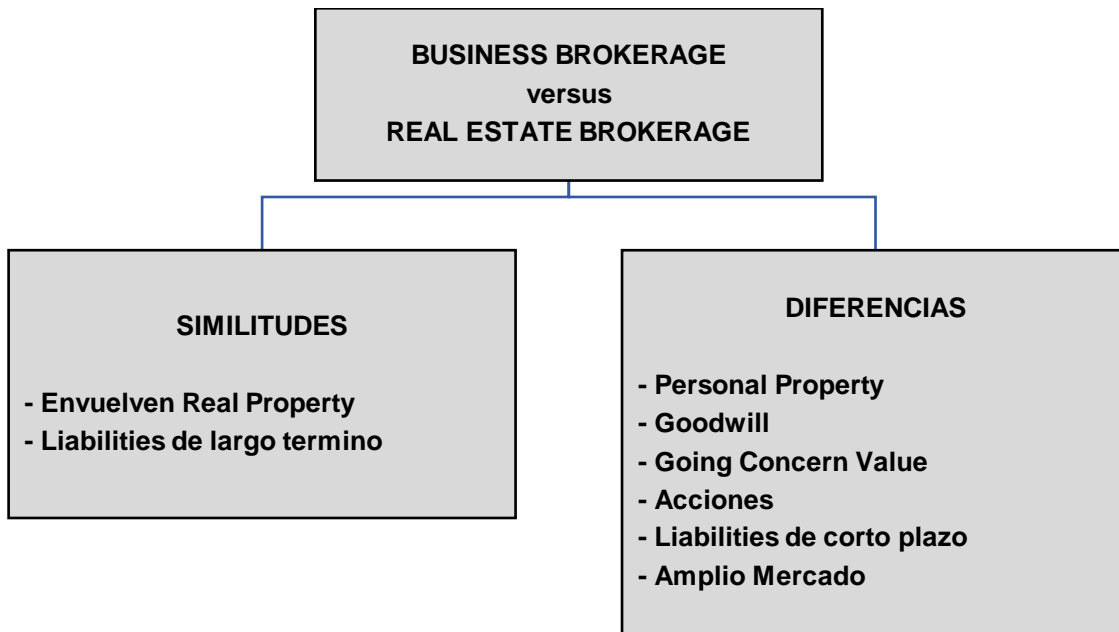 BUSINESS BROKERAGE
versus
REAL ESTATE BROKERAGE
SIMILITUDES
- Envuelven Real Property
- Liabilities de largo termino
DIFERENCIAS
- Personal Property
- Goodwill
- Going Concern Value
- Acciones
- Liabilities de corto plazo
- Amplio Mercado